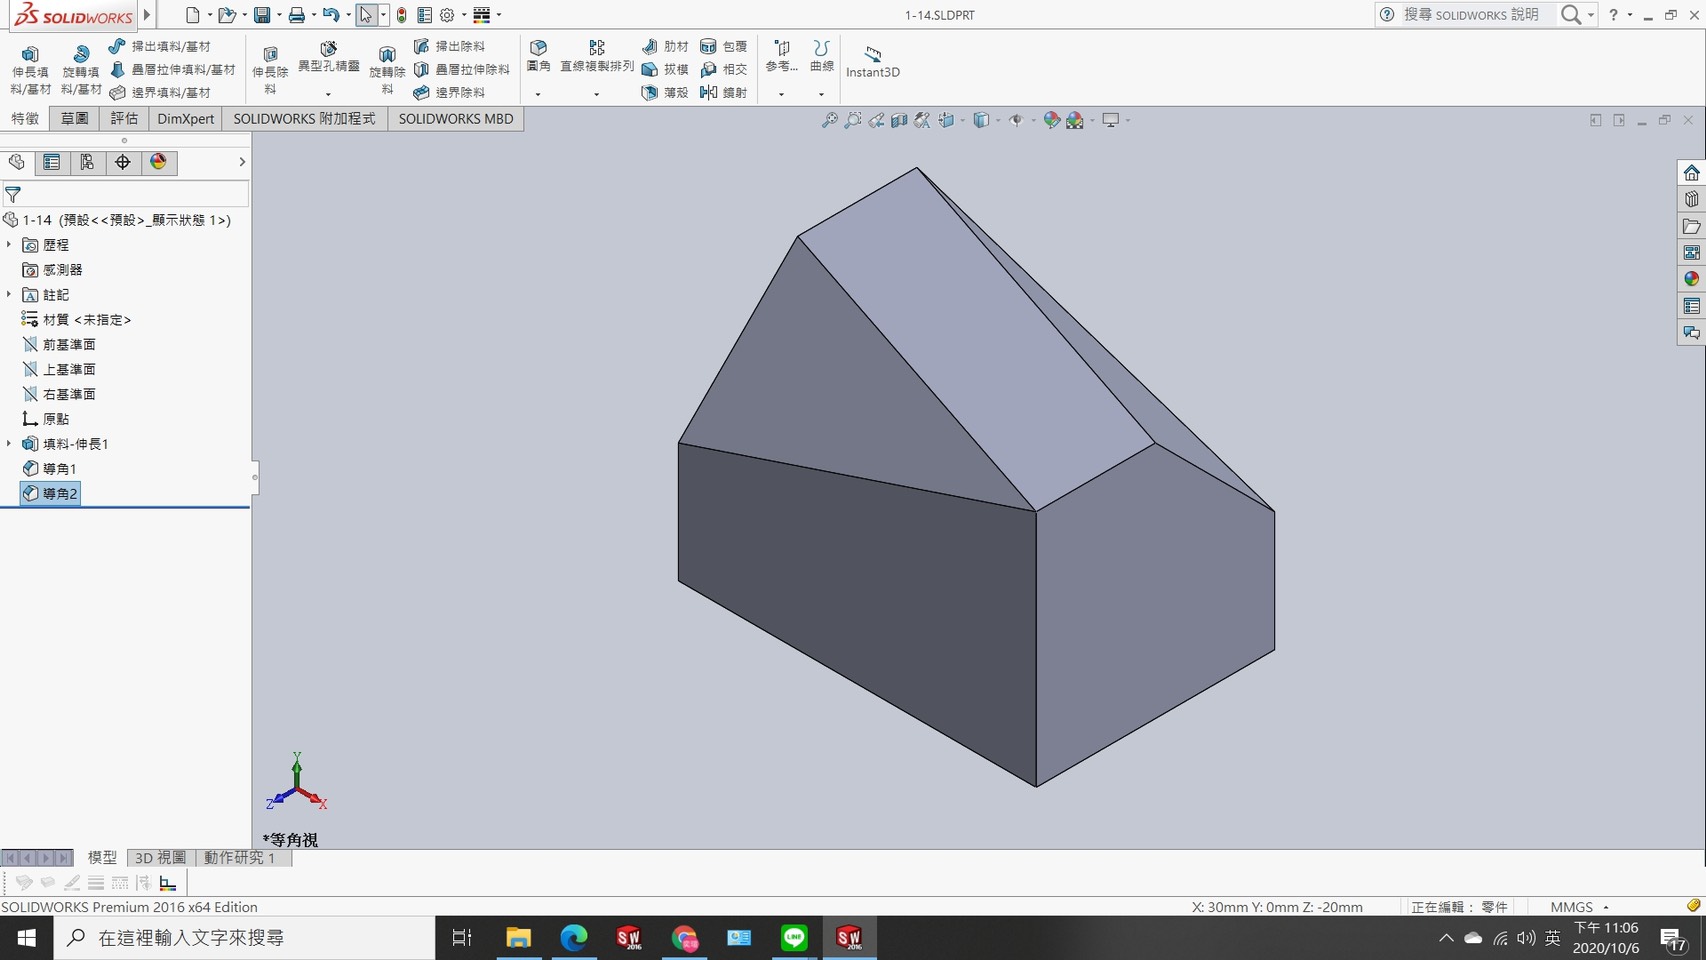 SOLIDWORKS
1-14.SLDPRT
搜尋 SOLIDWORKS 説明
伸長填料/基材
旋轉填料/基材
掃出填料/基材
疊層拉伸填料/基材
邊界填料/基材
伸長除料
異型孔精靈
旋轉除料
掃出除料
疊層拉伸除料
邊界除料
圓角
直線複製排列
肋材
拔模
薄殼
包覆
相交
鏡射
參考...
曲線
Instant3D
特徵
草圖
評估
DimXpert
SOLIDWORKS 附加程式
SOLIDWORKS MBD
1-14 (預設<<預設>_顯示狀態 1>)
歷程
感測器
註記
材質 <未指定>
前基準面
上基準面
右基準面
原點
填料-伸長1
導角1
導角2
Y
Z
X
*等角視
模型
3D 視圖
動作研究 1
SOLIDWORKS Premium 2016 x64 Edition
X: 30mm Y: 0mm Z: -20mm
正在編輯： 零件
MMGS
在這裡輸入文字來搜尋
SW
2016
LINE
SW
2016
英
下午 11:06
2020/10/6
17